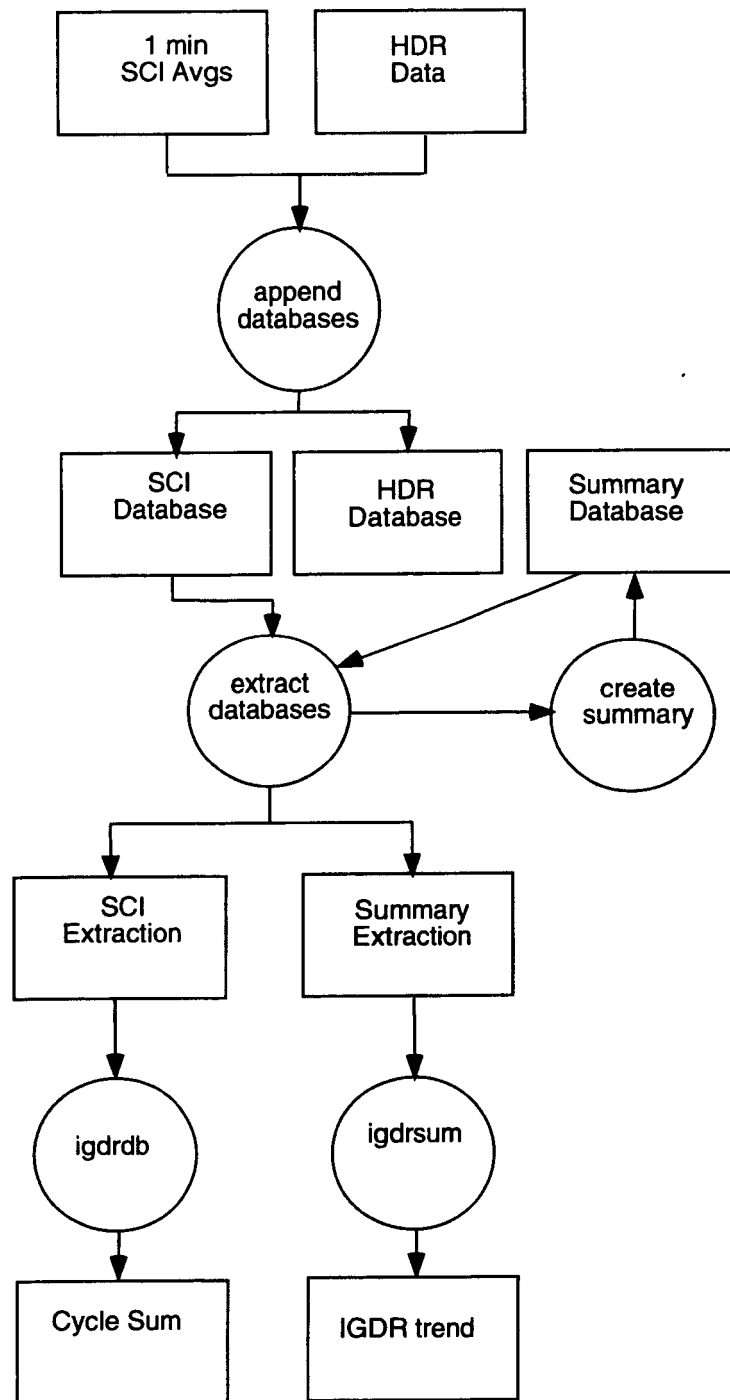 1 min
SCI Avgs
HDR
Data
append
databases
SCI
Database
HDR
Database
Summary
Database
extract
databases
create
summary
SCI
Extraction
Summary
Extraction
igdrdb
igdrsum
Cycle Sum
IGDR trend